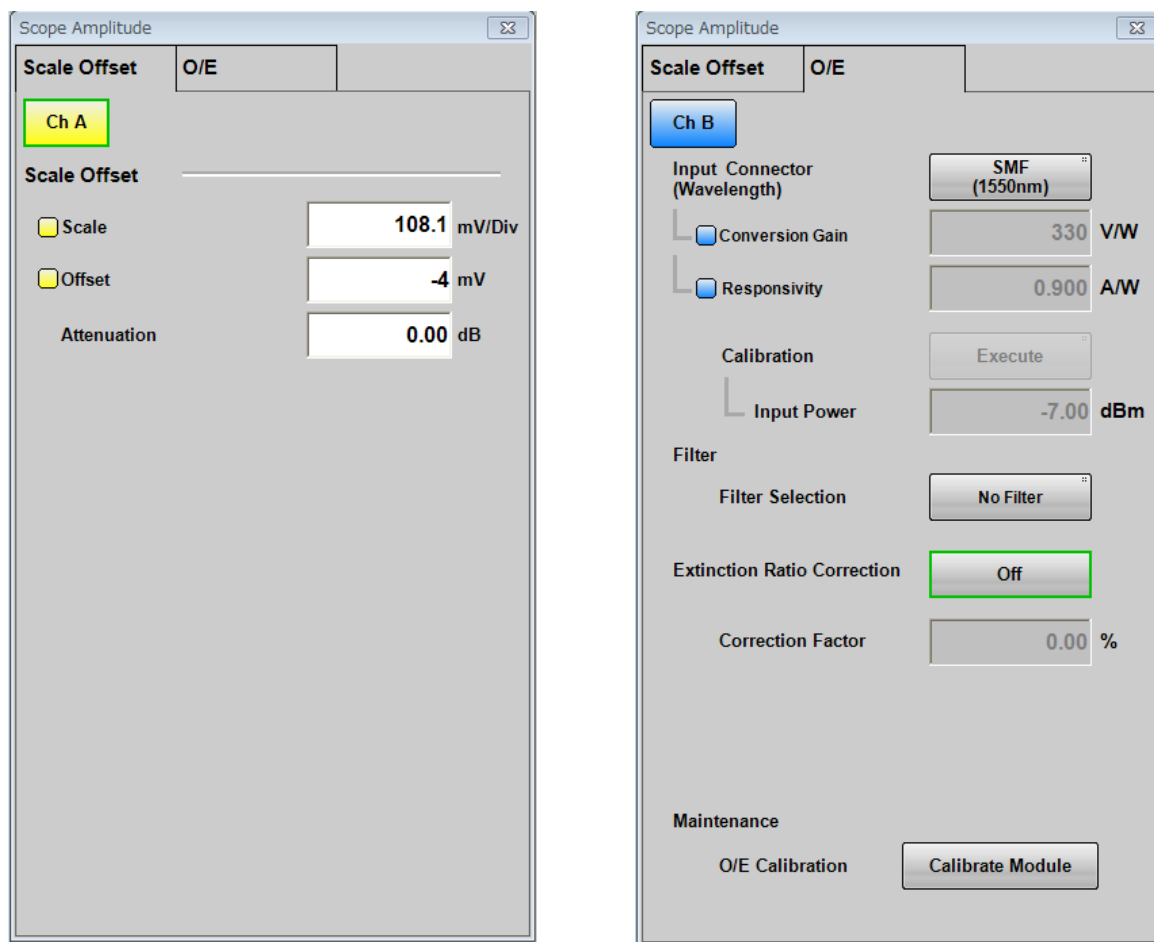 Scope Amplitude
Scale Offset O/E
Ch A
Scale Offset
Scale 108.1 mV/Div
Offset -4 mV
Attenuation 0.00 dB
Scope Amplitude
Scale Offset O/E
Ch B
Input Connector
(Wavelength)
SMF
(1550nm)
Conversion Gain 330 V/W
Responsivity 0.900 A/W
Calibration Execute
Input Power -7.00 dBm
Filter
Filter Selection No Filter
Extinction Ratio Correction Off
Correction Factor 0.00 %
Maintenance
O/E Calibration Calibrate Module